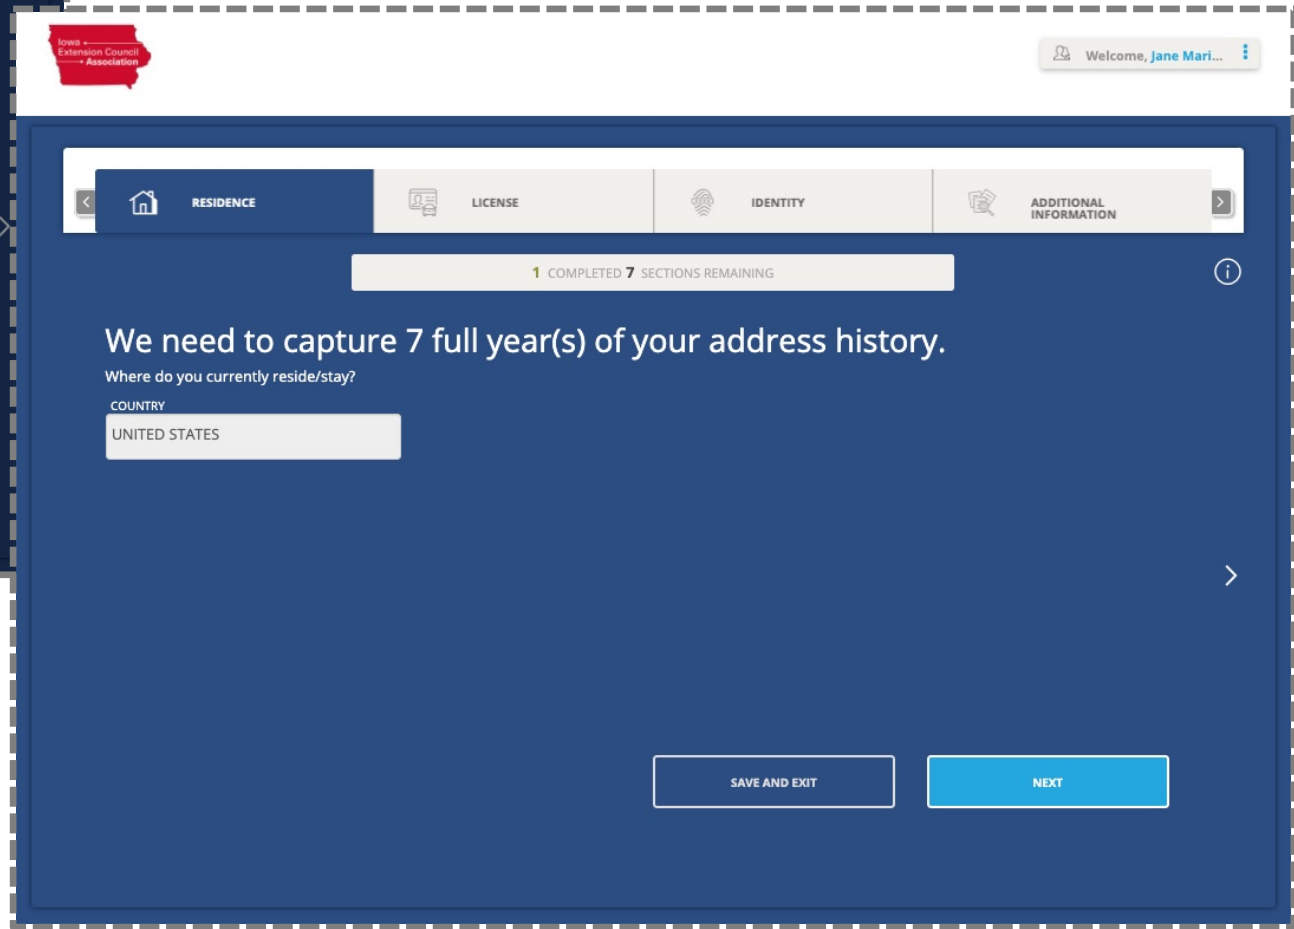 Iowa
Extension Council
Association
Welcome, Jane Mari...
RESIDENCE
LICENSE
IDENTITY
ADDITIONAL
INFORMATION
1 COMPLETED 7 SECTIONS REMAINING
We need to capture 7 full year(s) of your address history.
Where do you currently reside/stay?
COUNTRY
UNITED STATES
SAVE AND EXIT
NEXT